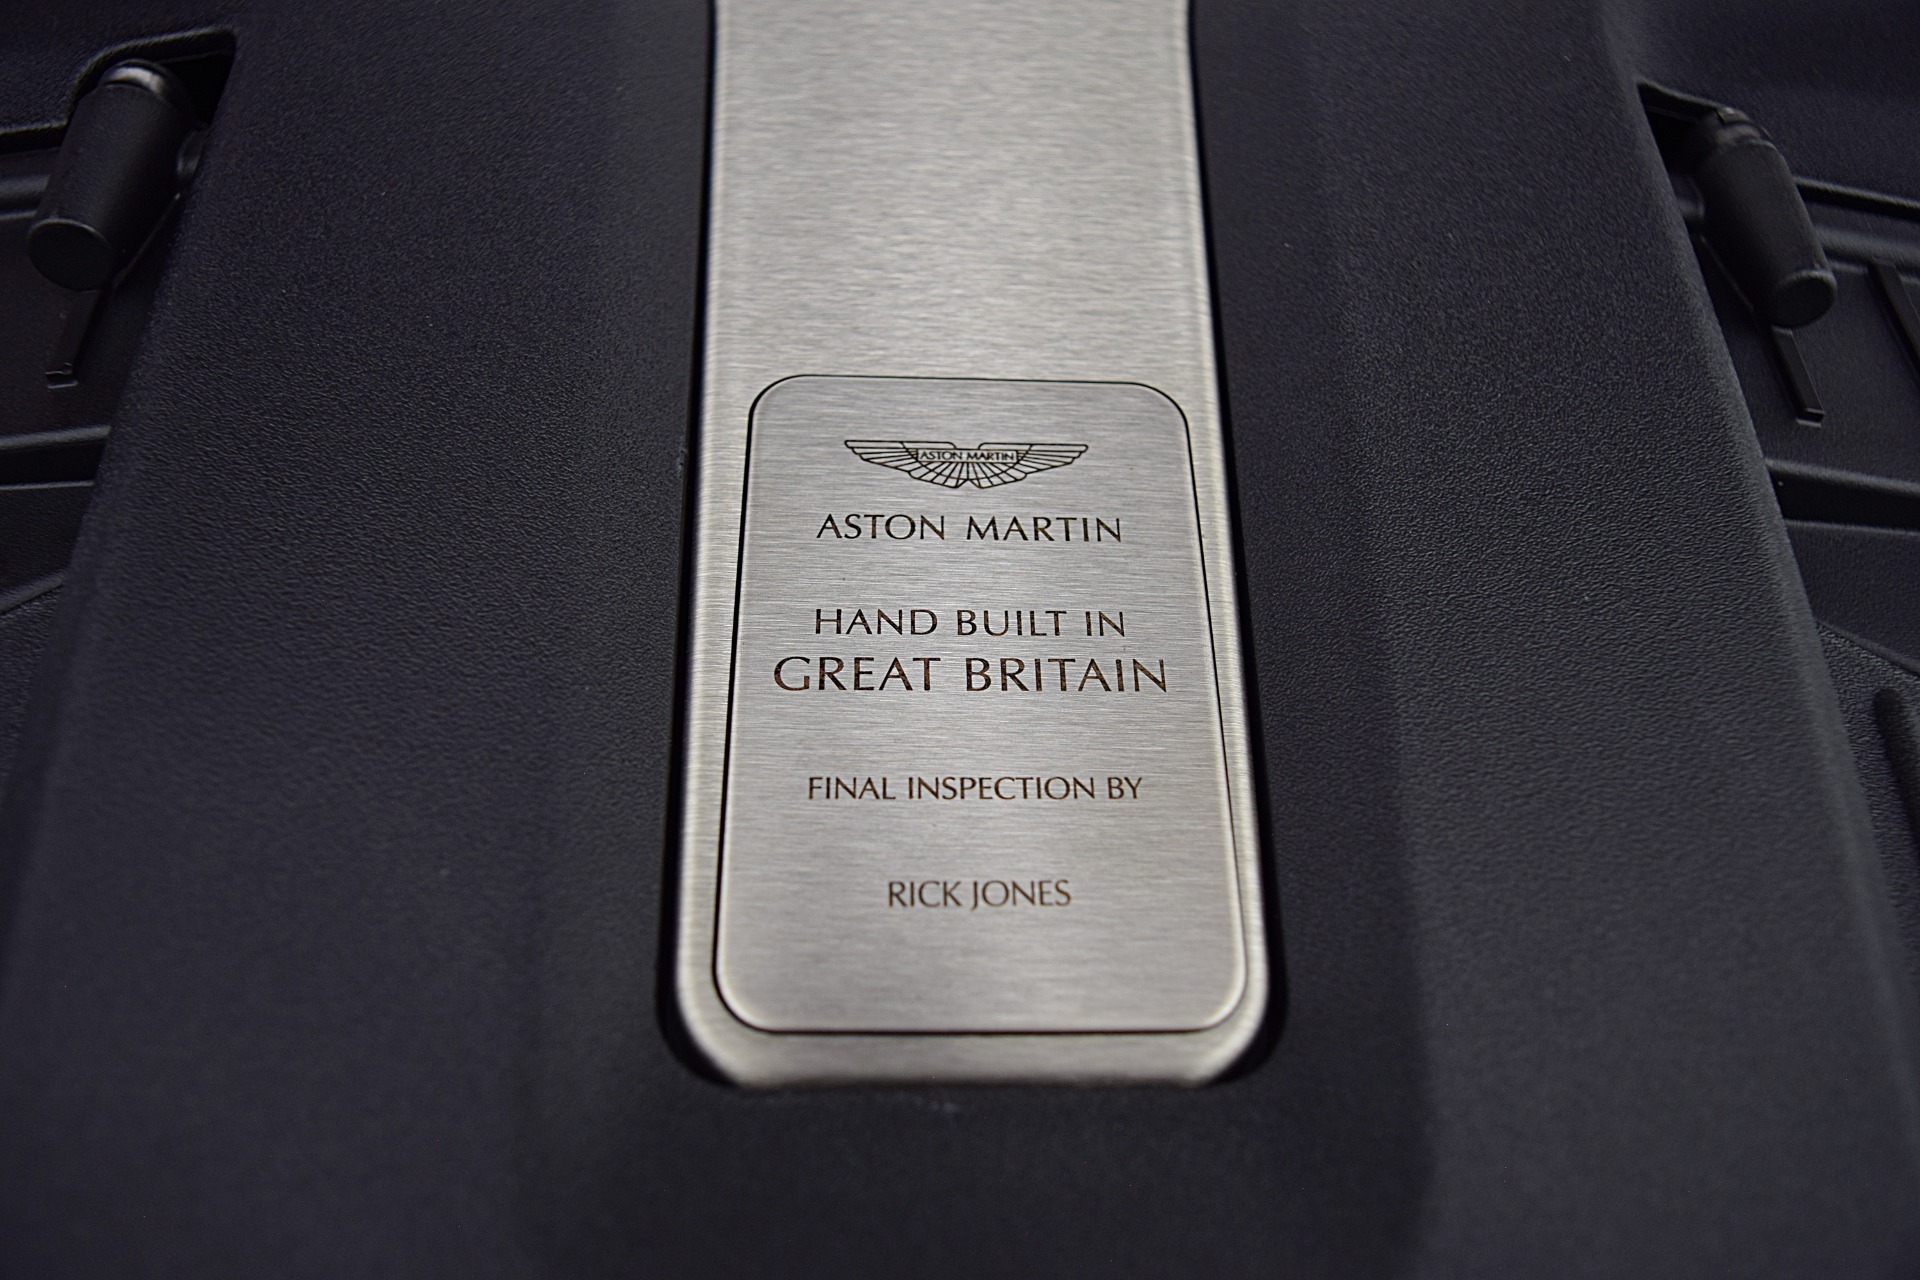 ASTON MARTIN
ASTON MARTIN
HAND BUILT IN
GREAT BRITAIN
FINAL INSPECTION BY
RICK JONES